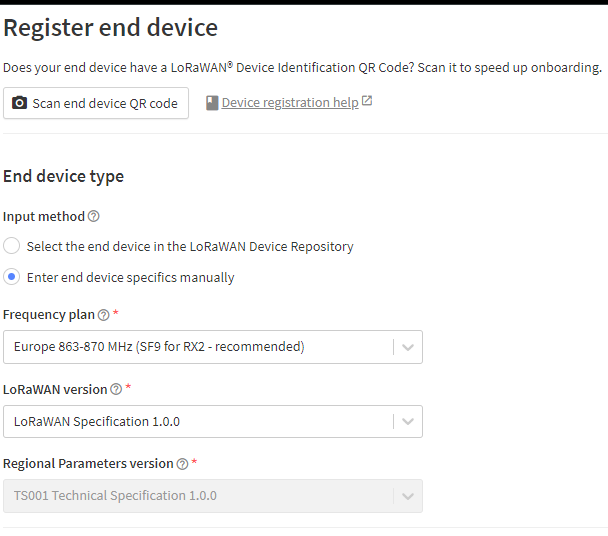 Register end device
Does your end device have a LoRaWAN® Device Identification QR Code? Scan it to speed up onboarding.
Scan end device QR code
Device registration help
End device type
Input method
Select the end device in the LoRaWAN Device Repository
Enter end device specifics manually
Frequency plan *
Europe 863-870 MHz (SF9 for RX2 - recommended)
LoRaWAN version *
LoRaWAN Specification 1.0.0
Regional Parameters version *
TS001 Technical Specification 1.0.0